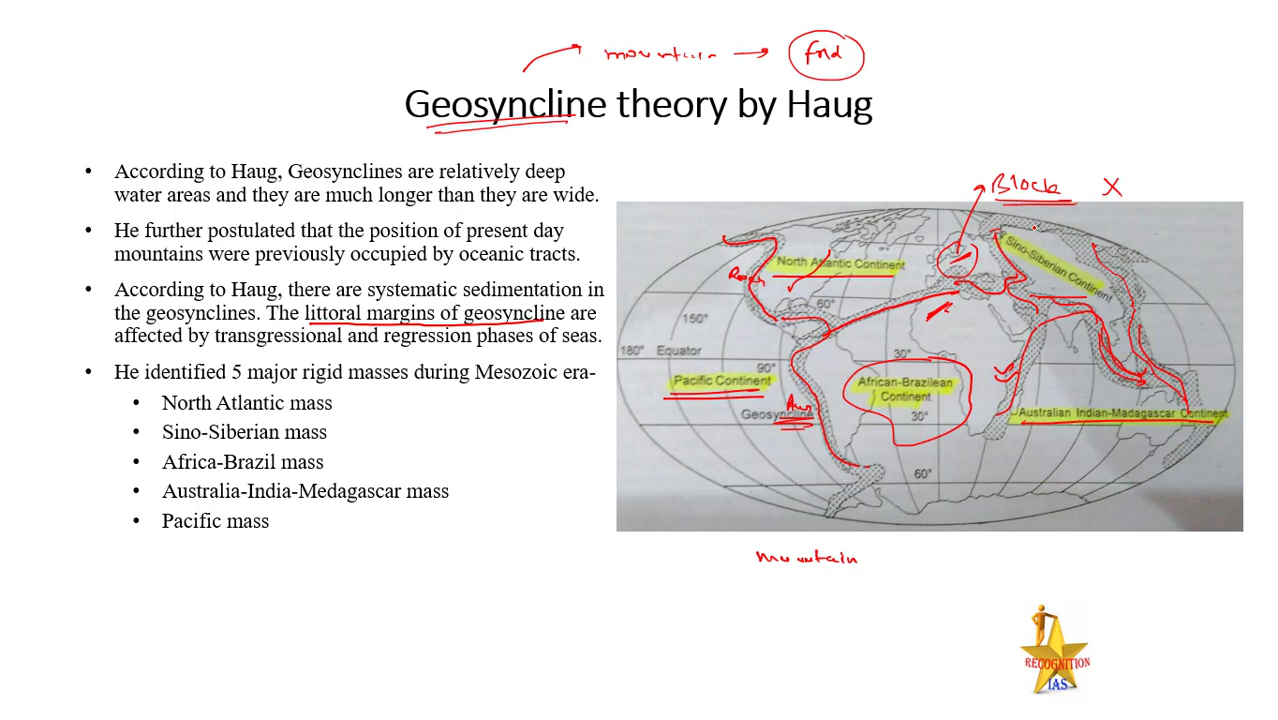 mountain → fold
Geosyncline theory by Haug
• According to Haug, Geosynclines are relatively deep
water areas and they are much longer than they are wide.
• He further postulated that the position of present day
mountains were previously occupied by oceanic tracts.
• According to Haug, there are systematic sedimentation in
the geosynclines. The littoral margins of geosyncline are
affected by transgressional and regression phases of seas.
• He identified 5 major rigid masses during Mesozoic era-
• North Atlantic mass
• Sino-Siberian mass
• Africa-Brazil mass
• Australia-India-Medagascar mass
• Pacific mass
Block X
Sino-Siberian Continent
North Atlantic Continent
60°
150°
180° Equator
30°
90°
Pacific Continent
African-Brazilean
Continent
Geosyncline
30°
Australian Indian-Madagascar Continent
60°
mountain
RECOGNITION
IAS